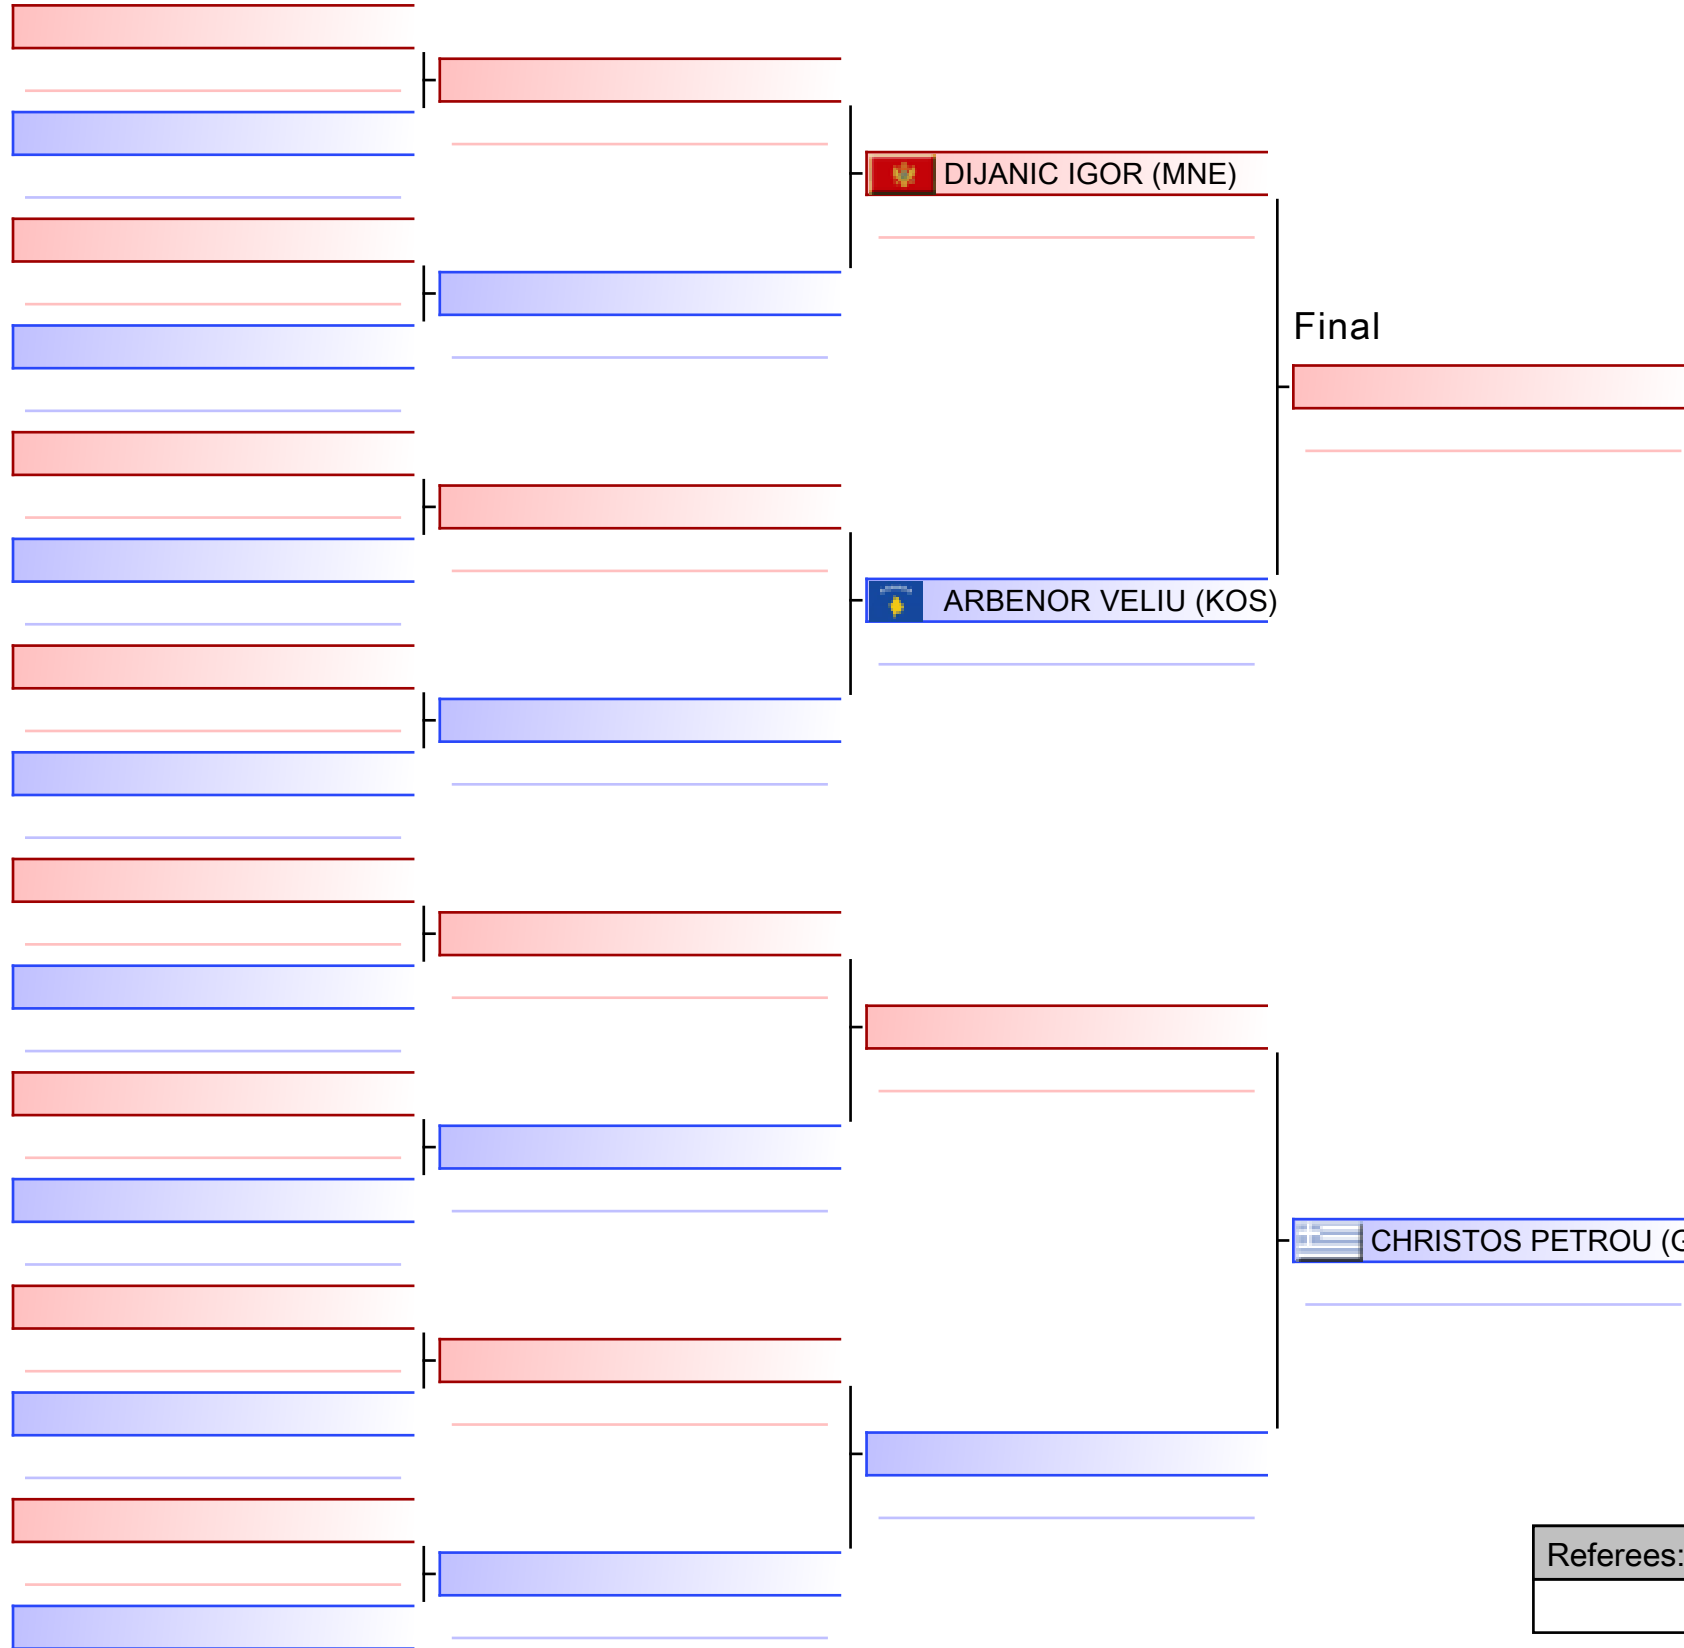 DIJANIC IGOR (MNE)
Final
ARBENOR VELIU (KOS)
CHRISTOS PETROU (G
Referees: